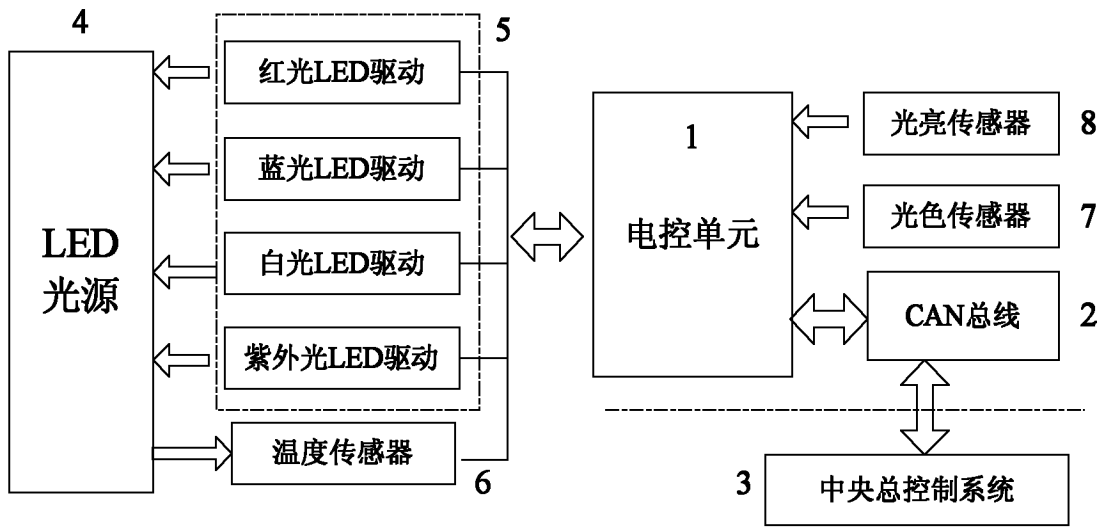 4
LED
光源
5
红光LED驱动
蓝光LED驱动
白光LED驱动
紫外光LED驱动
温度传感器
6
1
电控单元
光亮传感器
8
光色传感器
7
CAN总线
2
3
中央总控制系统